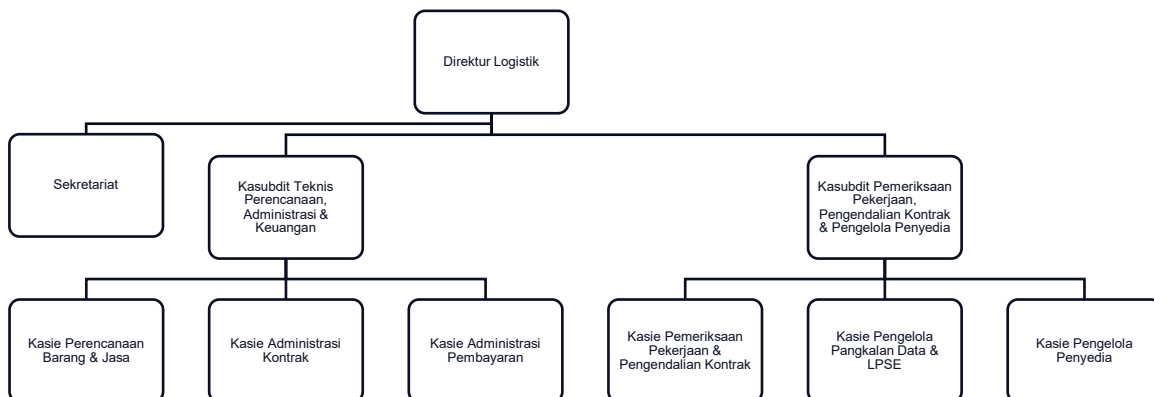 Direktur Logistik
Sekretariat
Kasubdit Teknis
Perencanaan,
Administrasi &
Keuangan
Kasubdit Pemeriksaan
Pekerjaan,
Pengendalian Kontrak
& Pengelola Penyedia
Kasie Perencanaan
Barang & Jasa
Kasie Administrasi
Kontrak
Kasie Administrasi
Pembayaran
Kasie Pemeriksaan
Pekerjaan &
Pengendalian Kontrak
Kasie Pengelola
Pangkalan Data &
LPSE
Kasie Pengelola
Penyedia